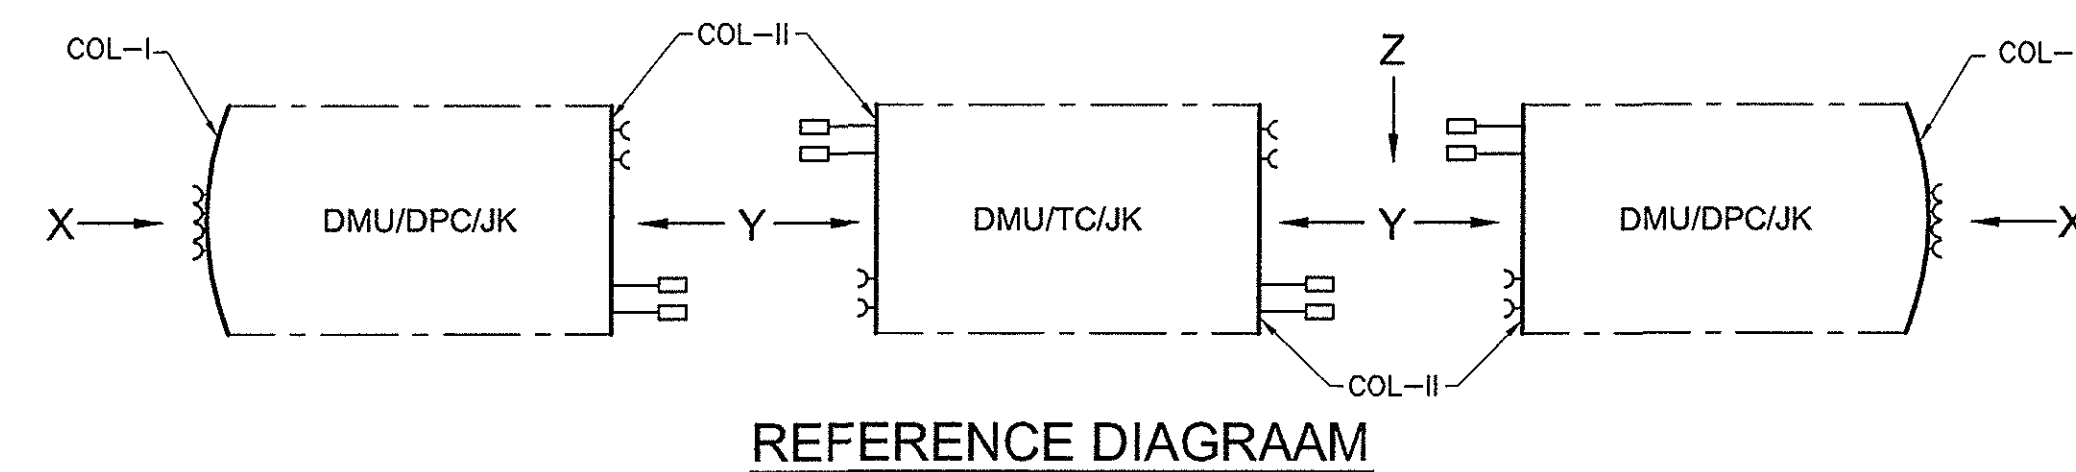 COL-I
COL-II
Z
COL-
X
DMU/DPC/JK
Y
DMU/TC/JK
Y
DMU/DPC/JK
X
COL-II
REFERENCE DIAGRAAM